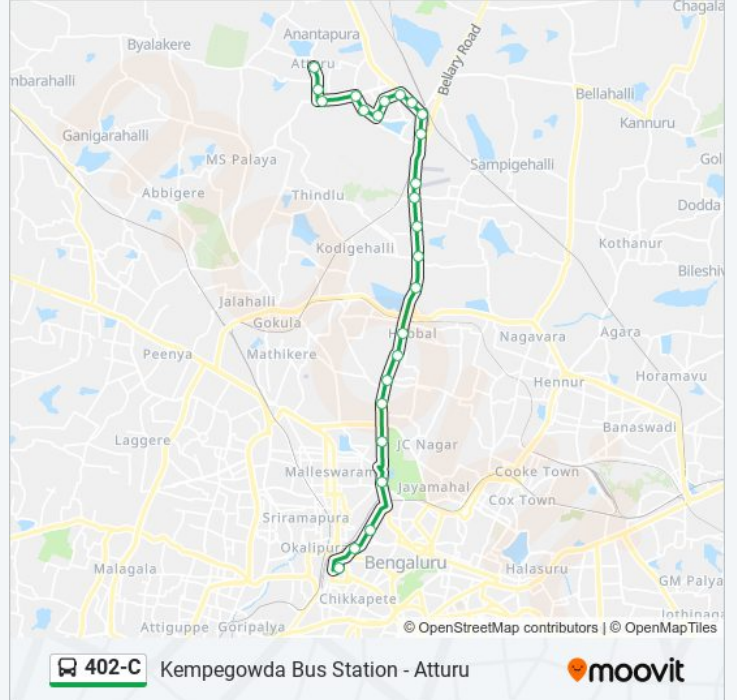 Chagala
Anantapura
Byalakere
Atturu
Bellary Road
mbarahalli
Bellahalli
Kannuru
Ganigarahalli
MS Palaya
Sampigehalli
Gol
Abbigere
Thindlu
Dodda
Kodigehalli
Kothanur
Bileshiv
Jalahalli
Gokula
Hebbal
Nagavara
Agara
Peenya
Mathikere
Hennur
Horamavu
Laggere
JC Nagar
Banaswadi
Malleswaram
Cooke Town
Jayamahal
Cox Town
Sriramapura
Okalipur
Malagala
Bengaluru
Halasuru
GM Palya
Chikkapete
Jothinaga
Attiguppe
Goripalya
© OpenStreetMap contributors | © OpenMapTiles
402-C Kempegowda Bus Station - Atturu
moovit